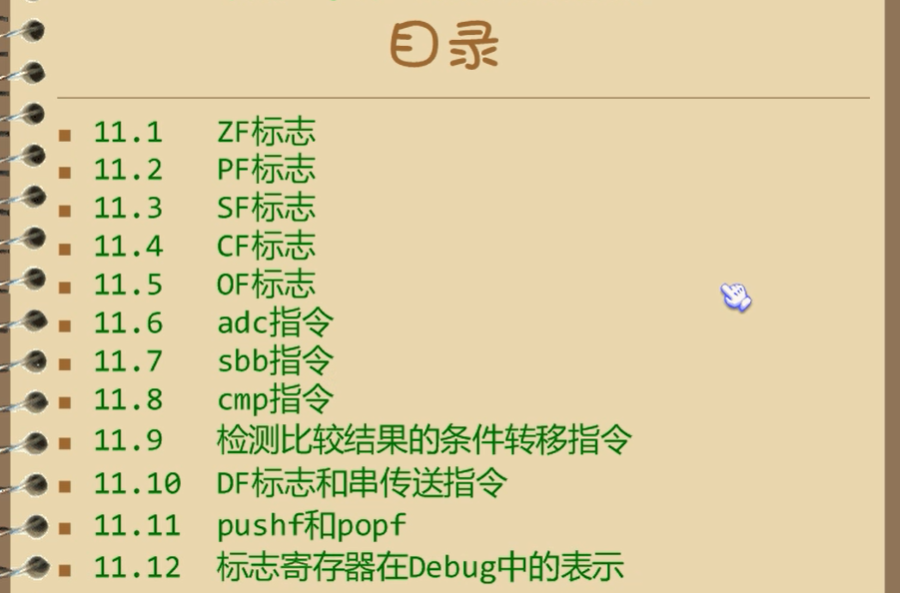 目录
11.1 ZF标志
11.2 PF标志
11.3 SF标志
11.4 CF标志
11.5 OF标志
11.6 adc指令
11.7 sbb指令
11.8 cmp指令
11.9 检测比较结果的条件转移指令
11.10 DF标志和串传送指令
11.11 pushf和popf
11.12 标志寄存器在Debug中的表示